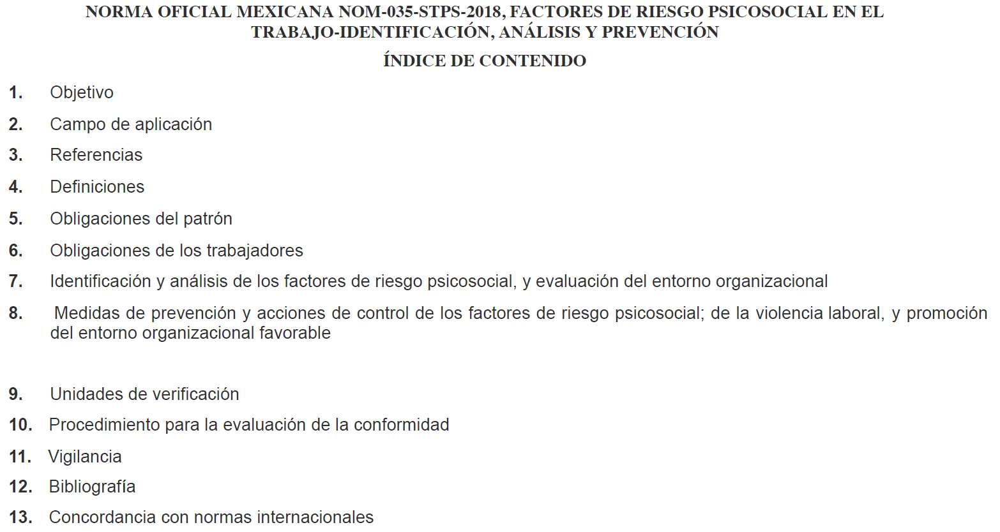 NORMA OFICIAL MEXICANA NOM-035-STPS-2018, FACTORES DE RIESGO PSICOSOCIAL EN EL
TRABAJO-IDENTIFICACIÓN, ANÁLISIS Y PREVENCIÓN
ÍNDICE DE CONTENIDO
1. Objetivo
2. Campo de aplicación
3. Referencias
4. Definiciones
5. Obligaciones del patrón
6. Obligaciones de los trabajadores
7. Identificación y análisis de los factores de riesgo psicosocial, y evaluación del entorno organizacional
8. Medidas de prevención y acciones de control de los factores de riesgo psicosocial; de la violencia laboral, y promoción
del entorno organizacional favorable
9. Unidades de verificación
10. Procedimiento para la evaluación de la conformidad
11. Vigilancia
12. Bibliografía
13. Concordancia con normas internacionales